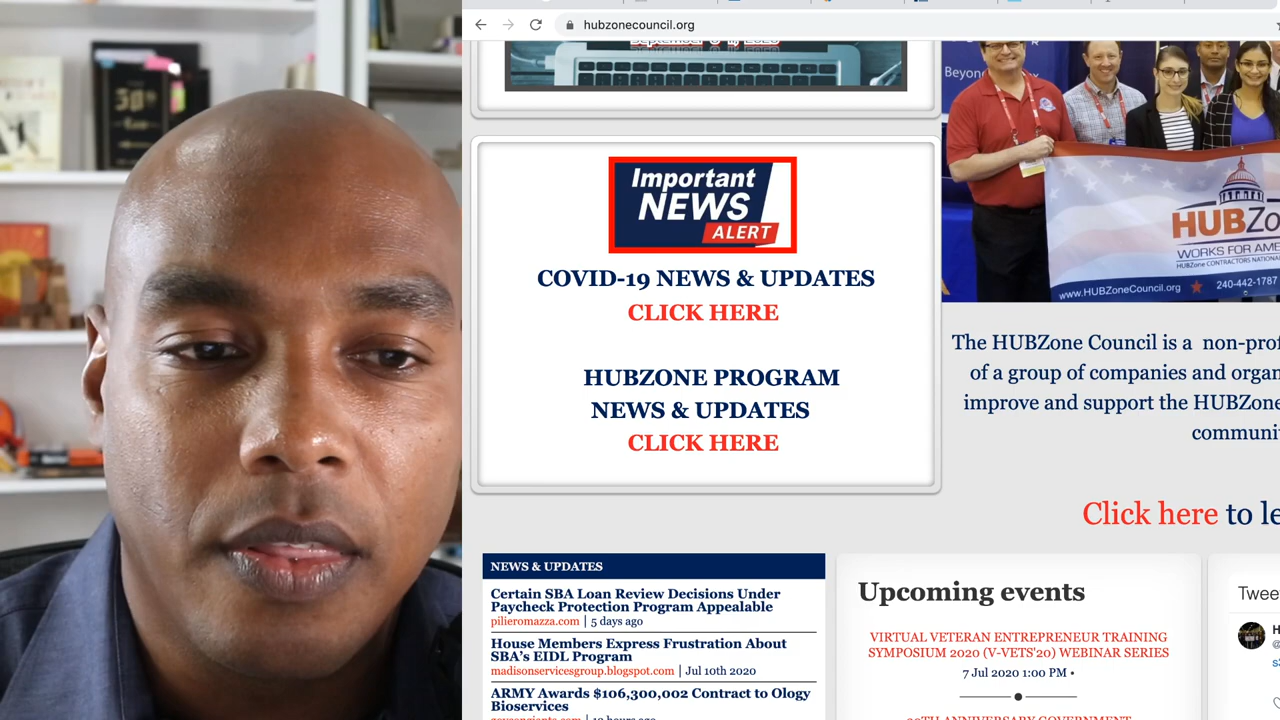 hubzonecouncil.org
Important
NEWS
ALERT
COVID-19 NEWS & UPDATES
CLICK HERE
HUBZONE PROGRAM
NEWS & UPDATES
CLICK HERE
Beyon
HUBZo
WORKS FOR AME
HUBZone CONTRACTORS NATIONAL
www.HUBZoneCouncil.org
240-442-1787
The HUBZone Council is a non-prof
of a group of companies and organ
improve and support the HUBZone
communi
Click here to le
NEWS & UPDATES
Certain SBA Loan Review Decisions Under
Paycheck Protection Program Appealable
pilieromazza.com | 5 days ago
House Members Express Frustration About
SBA's EIDL Program
madisonservicesgroup.blogspot.com | Jul 10th 2020
ARMY Awards $106,300,002 Contract to Ology
Bioservices
Upcoming events
VIRTUAL VETERAN ENTREPRENEUR TRAINING
SYMPOSIUM 2020 (V-VETS'20) WEBINAR SERIES
7 Jul 2020 1:00 PM •
Twee
H
@